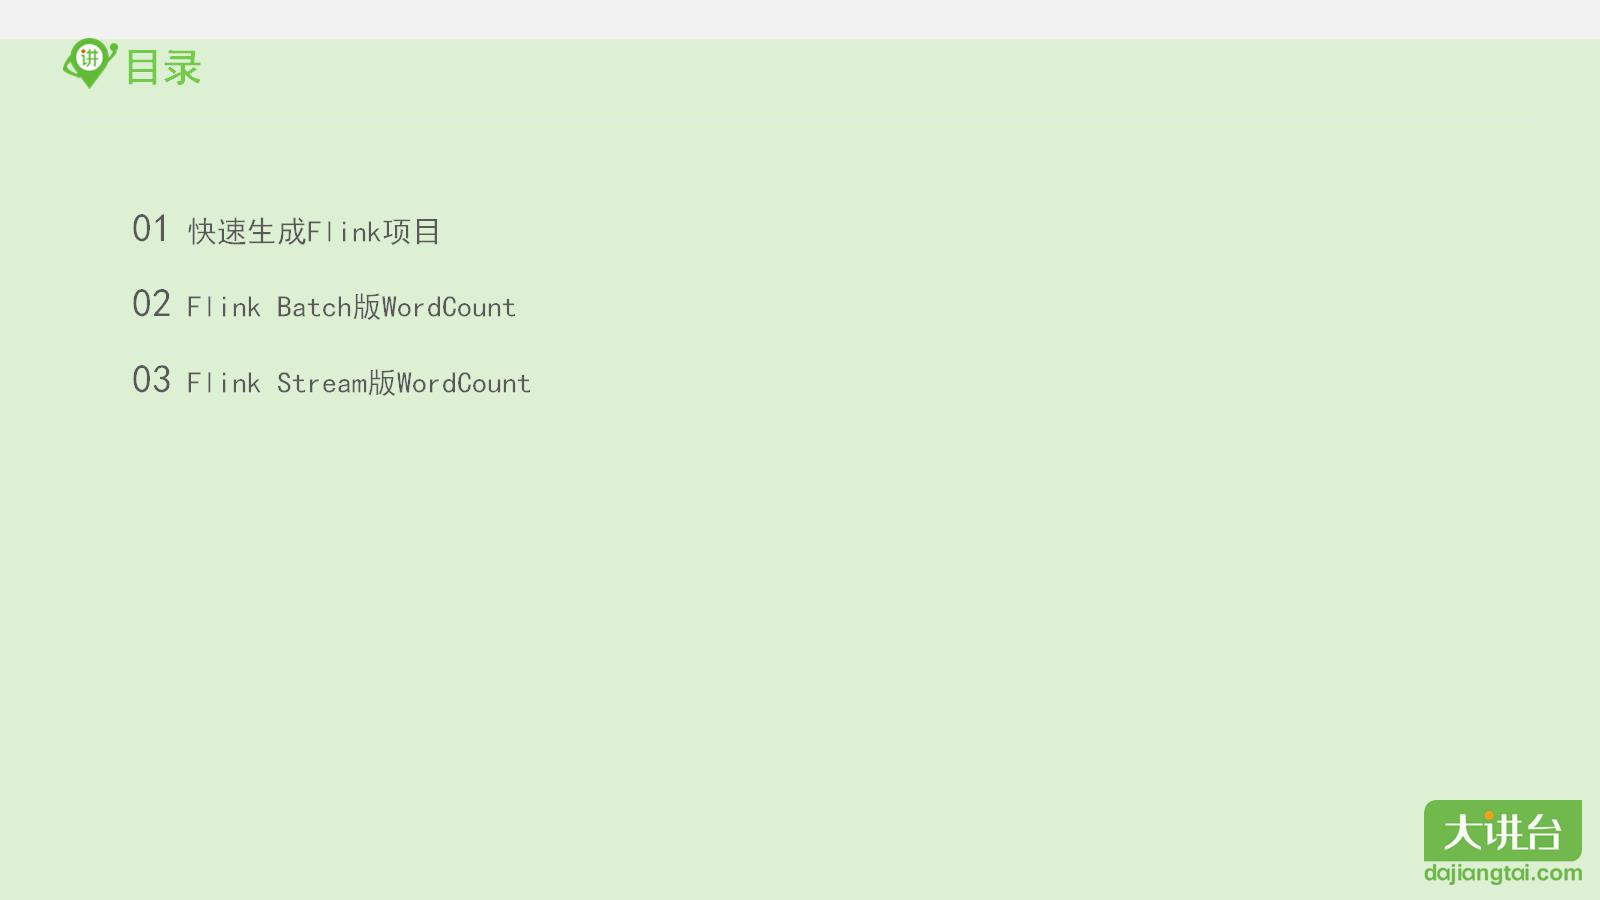 讲
目录
01 快速生成Flink项目
02 Flink Batch版WordCount
03 Flink Stream版WordCount
大讲台
dajiangtai.com